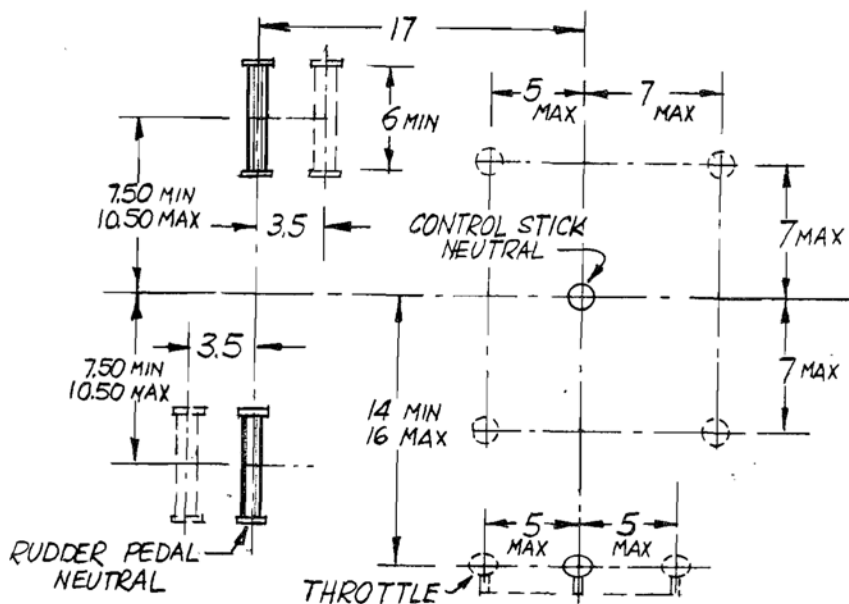 17
5
MAX
7
MAX
6 MIN
7.50 MIN
10.50 MAX
3.5
CONTROL STICK
NEUTRAL
7 MAX
3.5
7.50 MIN
10.50 MAX
14 MIN
16 MAX
7 MAX
5
MAX
5
MAX
RUDDER PEDAL
NEUTRAL
THROTTLE